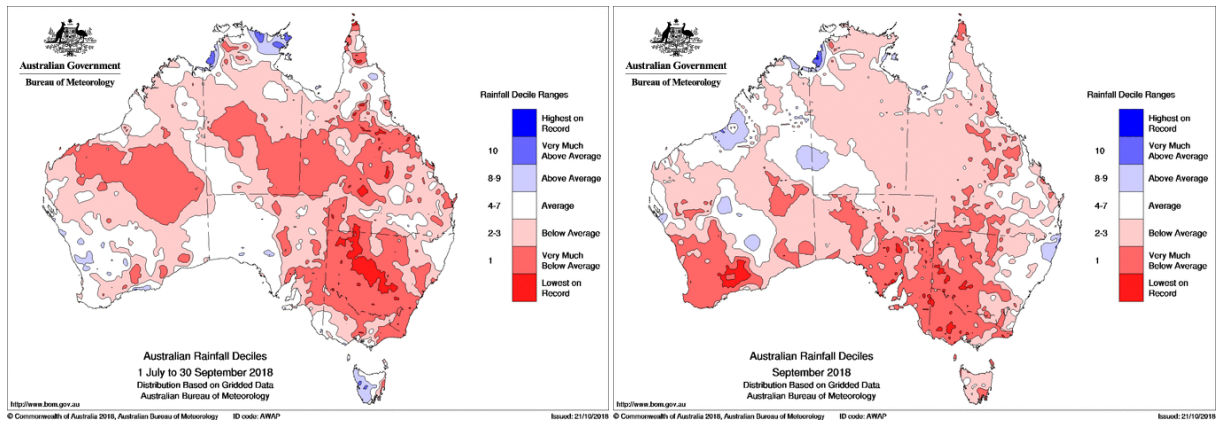 Australian Government
Bureau of Meteorology
Rainfall Decile Ranges
Highest on
Record
10 Very Much
Above Average
8-9 Above Average
4-7 Average
2-3 Below Average
1 Very Much
Below Average
Lowest on
Record
Australian Rainfall Deciles
1 July to 30 September 2018
Distribution Based on Gridded Data
Australian Bureau of Meteorology
http://www.bom.gov.au
© Commonwealth of Australia 2018, Australian Bureau of Meteorology ID code: AWAP Issued: 21/10/2018
Australian Government
Bureau of Meteorology
Rainfall Decile Ranges
Highest on
Record
10 Very Much
Above Average
8-9 Above Average
4-7 Average
2-3 Below Average
1 Very Much
Below Average
Lowest on
Record
Australian Rainfall Deciles
September 2018
Distribution Based on Gridded Data
Australian Bureau of Meteorology
http://www.bom.gov.au
© Commonwealth of Australia 2018, Australian Bureau of Meteorology ID code: AWAP Issued: 21/10/2018